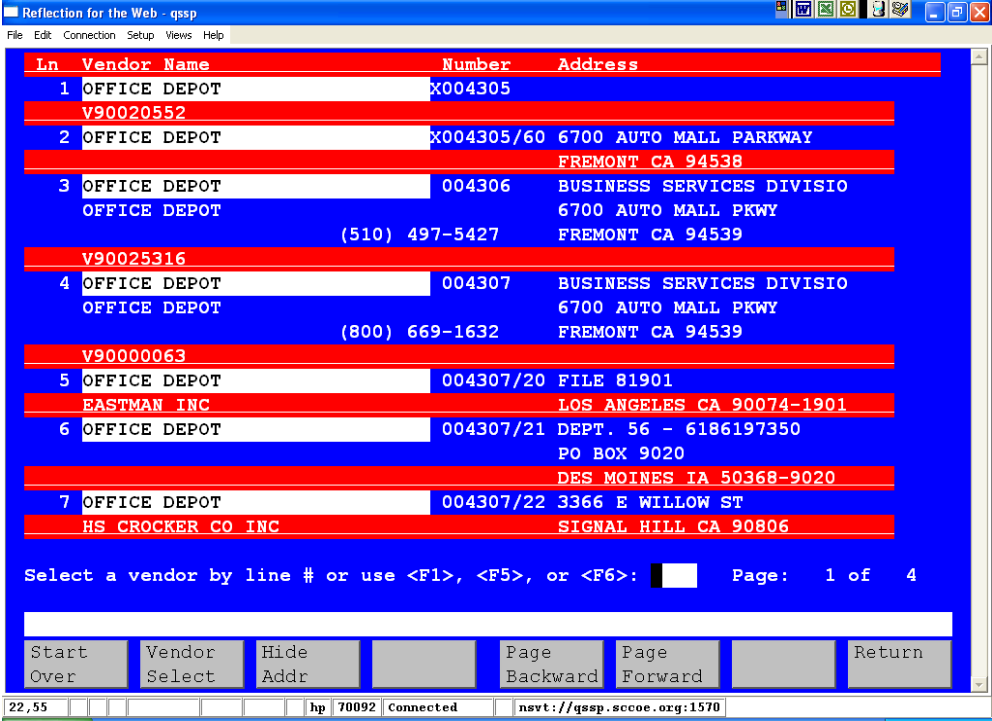 Reflection for the Web - qssp
File Edit Connection Setup Views Help
Ln Vendor Name Number Address
1 OFFICE DEPOT X004305
V90020552
2 OFFICE DEPOT X004305/60 6700 AUTO MALL PARKWAY
FREMONT CA 94538
3 OFFICE DEPOT 004306 BUSINESS SERVICES DIVISIO
OFFICE DEPOT 6700 AUTO MALL PKWY
(510) 497-5427 FREMONT CA 94539
V90025316
4 OFFICE DEPOT 004307 BUSINESS SERVICES DIVISIO
OFFICE DEPOT 6700 AUTO MALL PKWY
(800) 669-1632 FREMONT CA 94539
V90000063
5 OFFICE DEPOT 004307/20 FILE 81901
EASTMAN INC LOS ANGELES CA 90074-1901
6 OFFICE DEPOT 004307/21 DEPT. 56 - 6186197350
PO BOX 9020
DES MOINES IA 50368-9020
7 OFFICE DEPOT 004307/22 3366 E WILLOW ST
HS CROCKER CO INC SIGNAL HILL CA 90806
Select a vendor by line # or use <F1>, <F5>, or <F6>: Page: 1 of 4
Start Vendor Hide Page Page Return
Over Select Addr Backward Forward
22,55 hp 70092 Connected nsvt://qssp.sccoe.org:1570